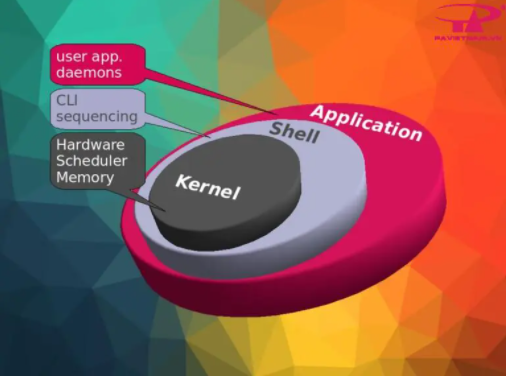 user app.
daemons
CLI
sequencing
Hardware
Scheduler
Memory
Application
Shell
Kernel